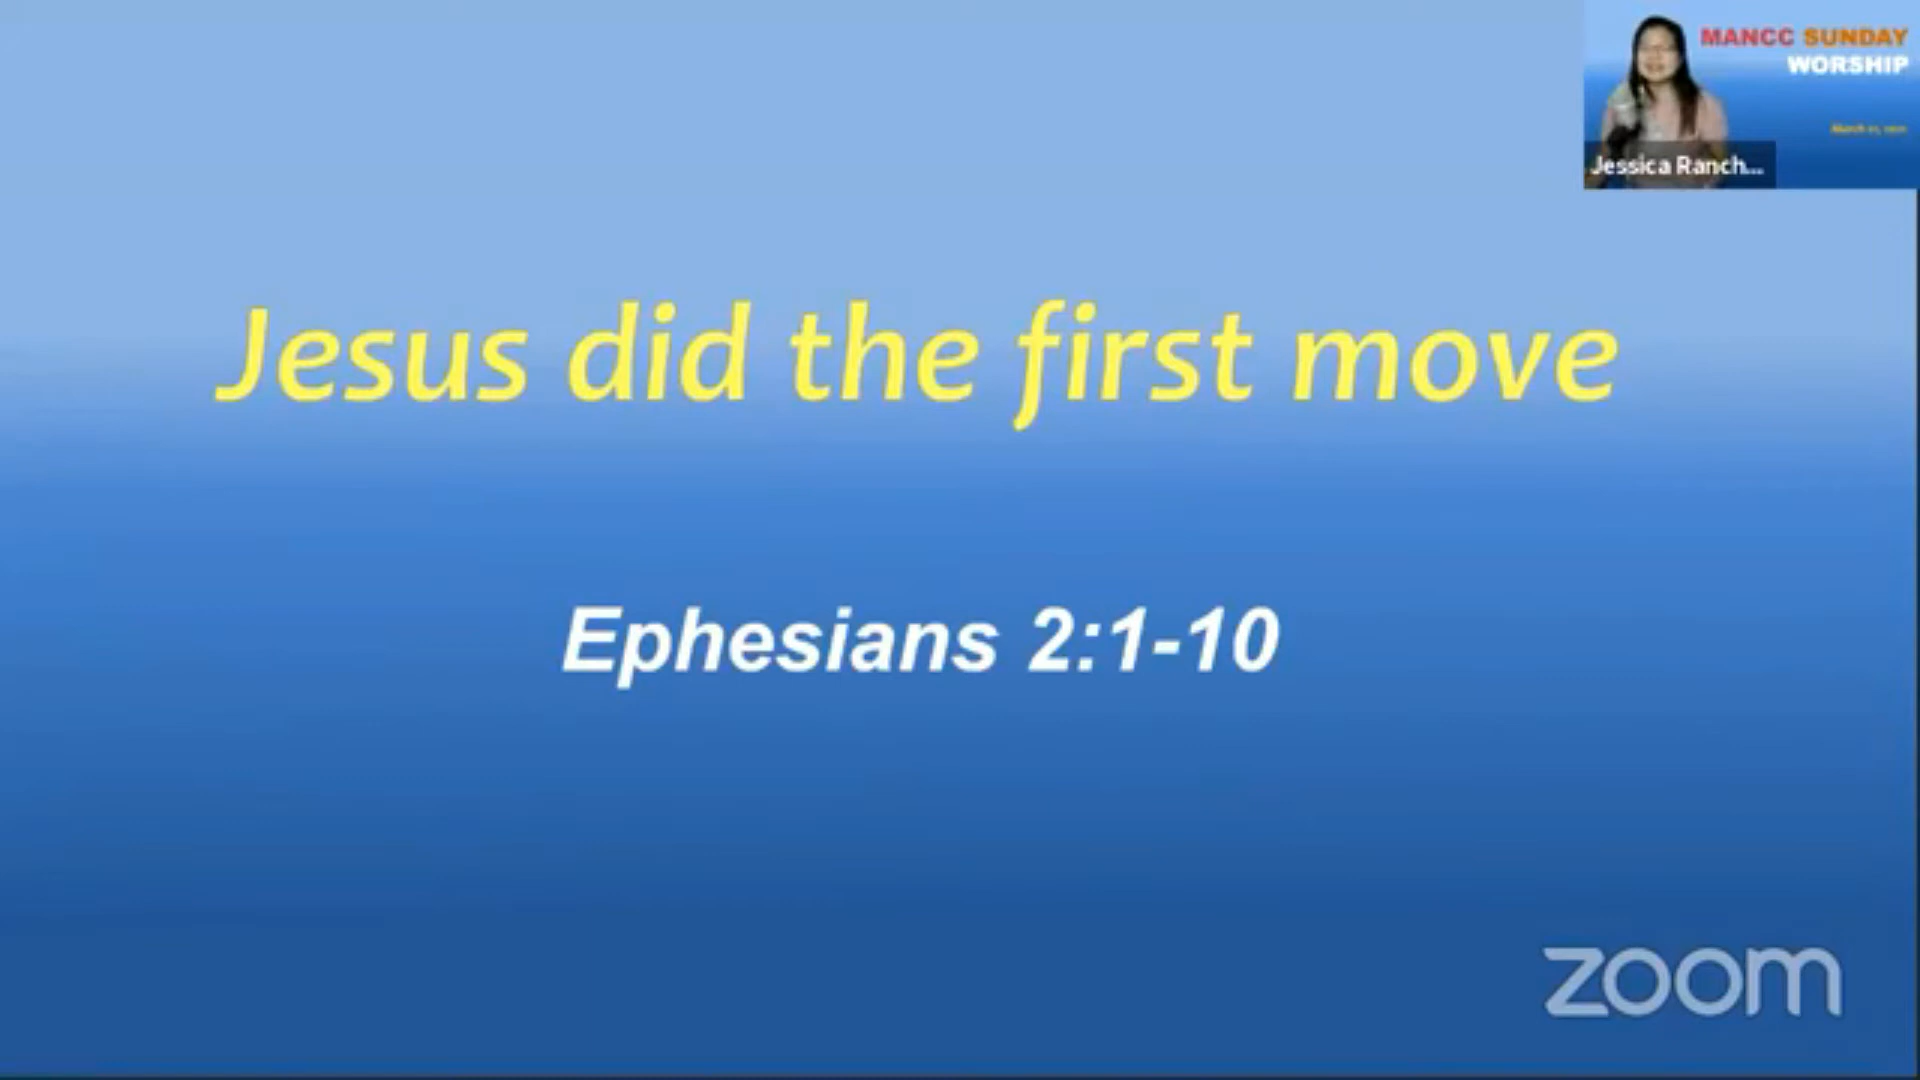 MANCC SUNDAY
WORSHIP
Jessica Ranch...
Jesus did the first move
Ephesians 2:1-10
zoom